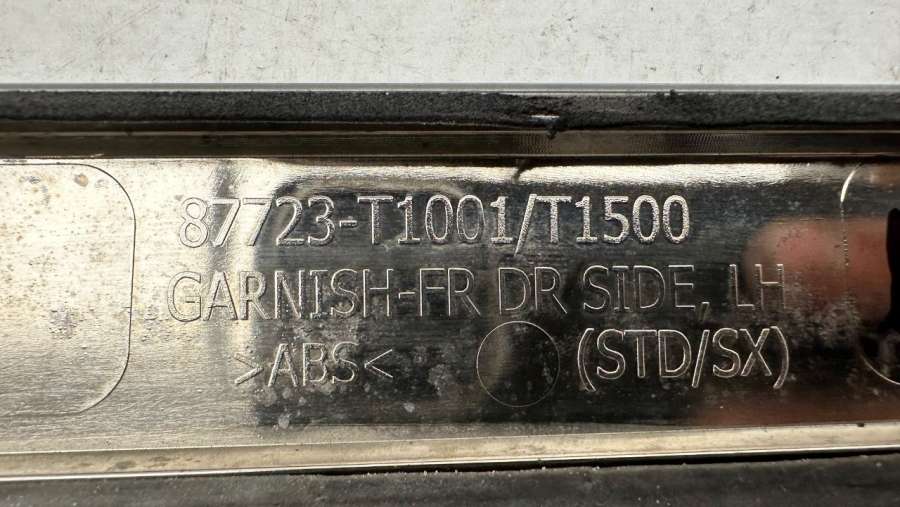 87723-T1001/T1500
GARNISH-FR DR SIDE, LH
>ABS< (STD/SX)